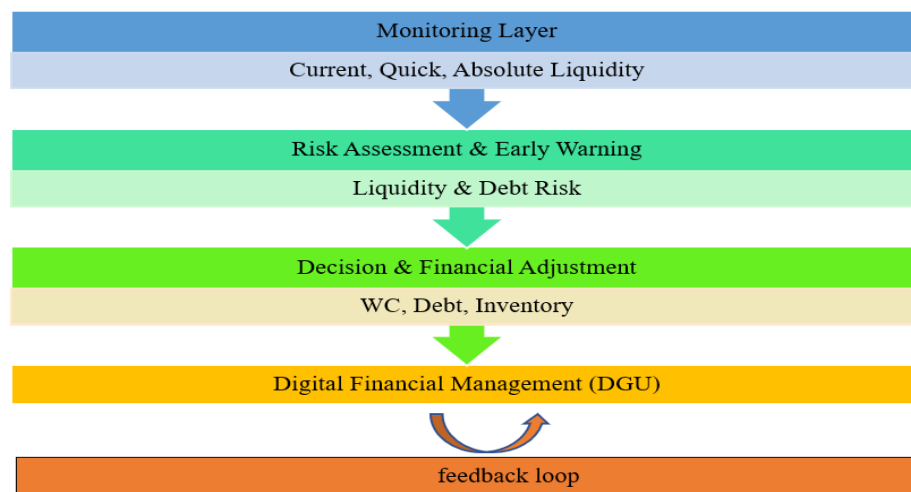 Monitoring Layer
Current, Quick, Absolute Liquidity
Risk Assessment & Early Warning
Liquidity & Debt Risk
Decision & Financial Adjustment
WC, Debt, Inventory
Digital Financial Management (DGU)
feedback loop